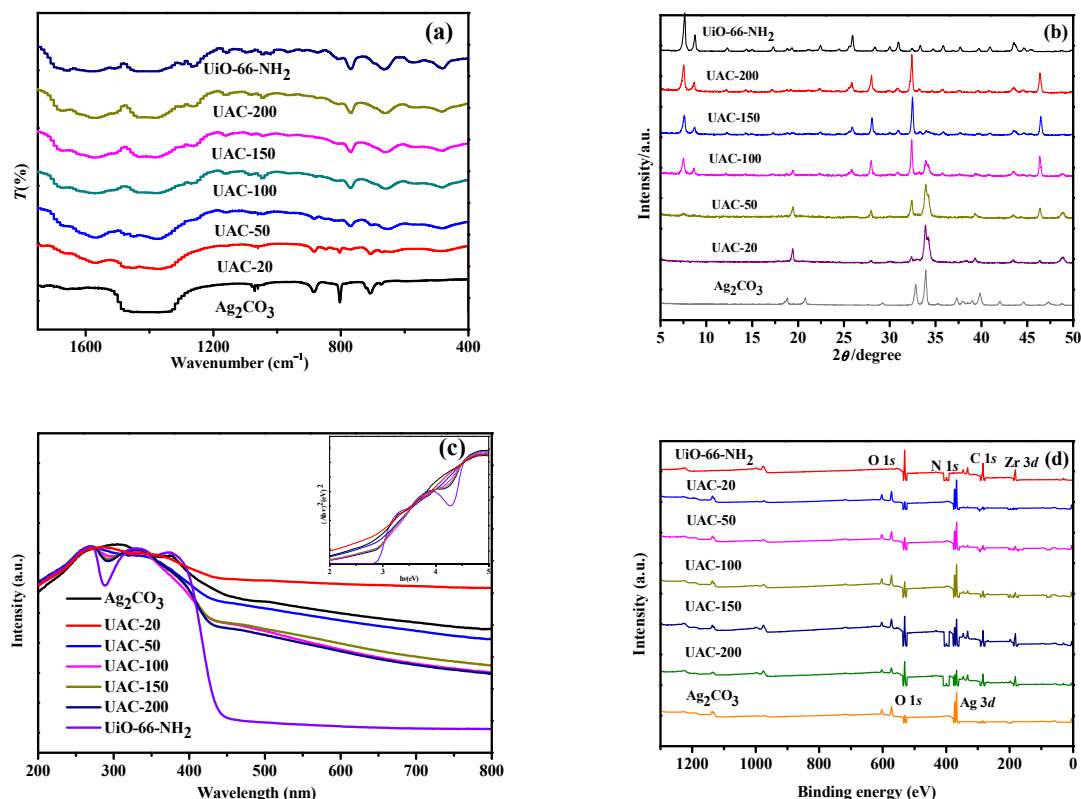 (a)
UiO-66-NH2
UAC-200
UAC-150
UAC-100
UAC-50
UAC-20
Ag2CO3
T(%)
1600 1200 800 400
Wavenumber (cm−1)
(b)
UiO-66-NH2
UAC-200
UAC-150
UAC-100
UAC-50
UAC-20
Ag2CO3
Intensity/a.u.
5 10 15 20 25 30 35 40 45 50
2θ/degree
(c)
(Ahν)2(eV)2
2 3 4 5
hν(eV)
Ag2CO3
UAC-20
UAC-50
UAC-100
UAC-150
UAC-200
UiO-66-NH2
Intensity (a.u.)
200 300 400 500 600 700 800
Wavelength (nm)
(d)
UiO-66-NH2
O 1s N 1s C 1s Zr 3d
UAC-20
UAC-50
UAC-100
UAC-150
UAC-200
Ag2CO3
O 1s Ag 3d
Intensity (a.u.)
1200 1000 800 600 400 200 0
Binding energy (eV)